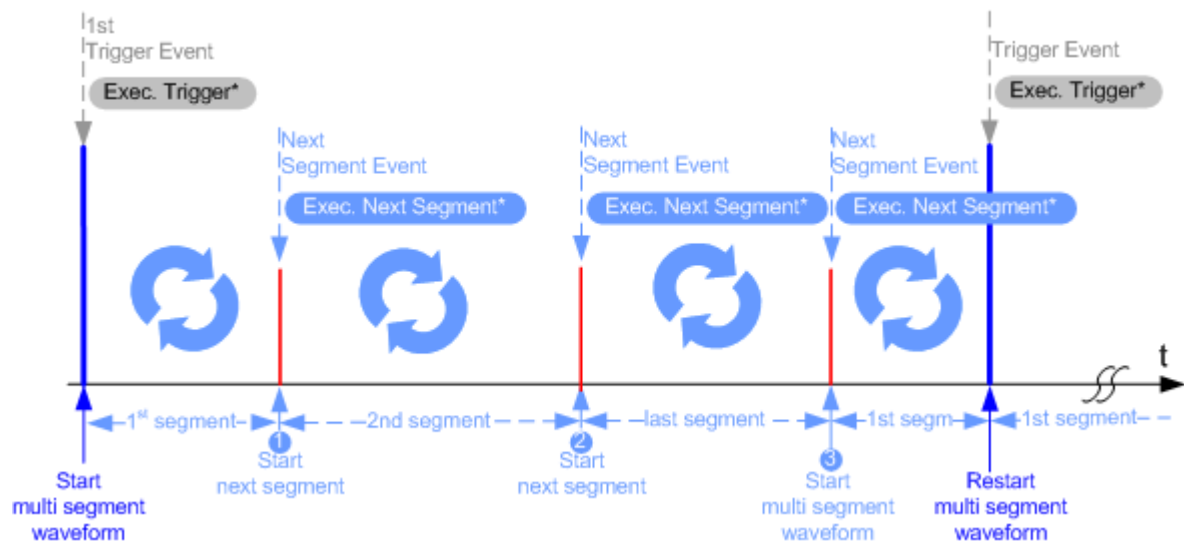 1st
Trigger Event
Exec. Trigger*
Trigger Event
Exec. Trigger*
Next
Segment Event
Exec. Next Segment*
Next
Segment Event
Exec. Next Segment*
Next
Segment Event
Exec. Next Segment*
t
1st segment
2nd segment
last segment
1st segm
1st segment
1
2
3
Start
multi segment
waveform
Start
next segment
Start
next segment
Start
multi segment
waveform
Restart
multi segment
waveform